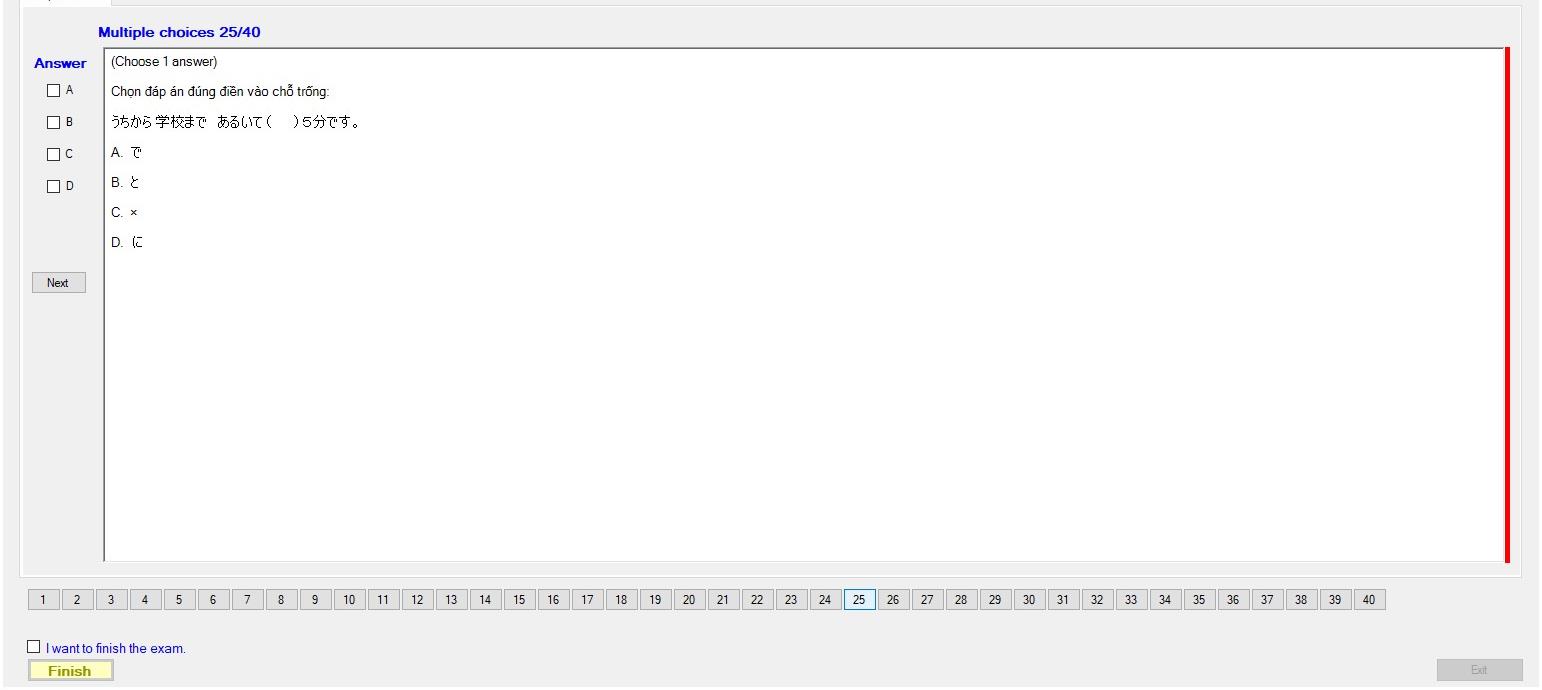 Multiple choices 25/40
Answer
(Choose 1 answer)
A
Chọn đáp án đúng điền vào chỗ trống:
B
うちから 学校まで　あるいて (　　) 5分です。
C
A. で
D
B. と
C. ×
D. に
Next
1 2 3 4 5 6 7 8 9 10 11 12 13 14 15 16 17 18 19 20 21 22 23 24 25 26 27 28 29 30 31 32 33 34 35 36 37 38 39 40
I want to finish the exam.
Finish
Exit